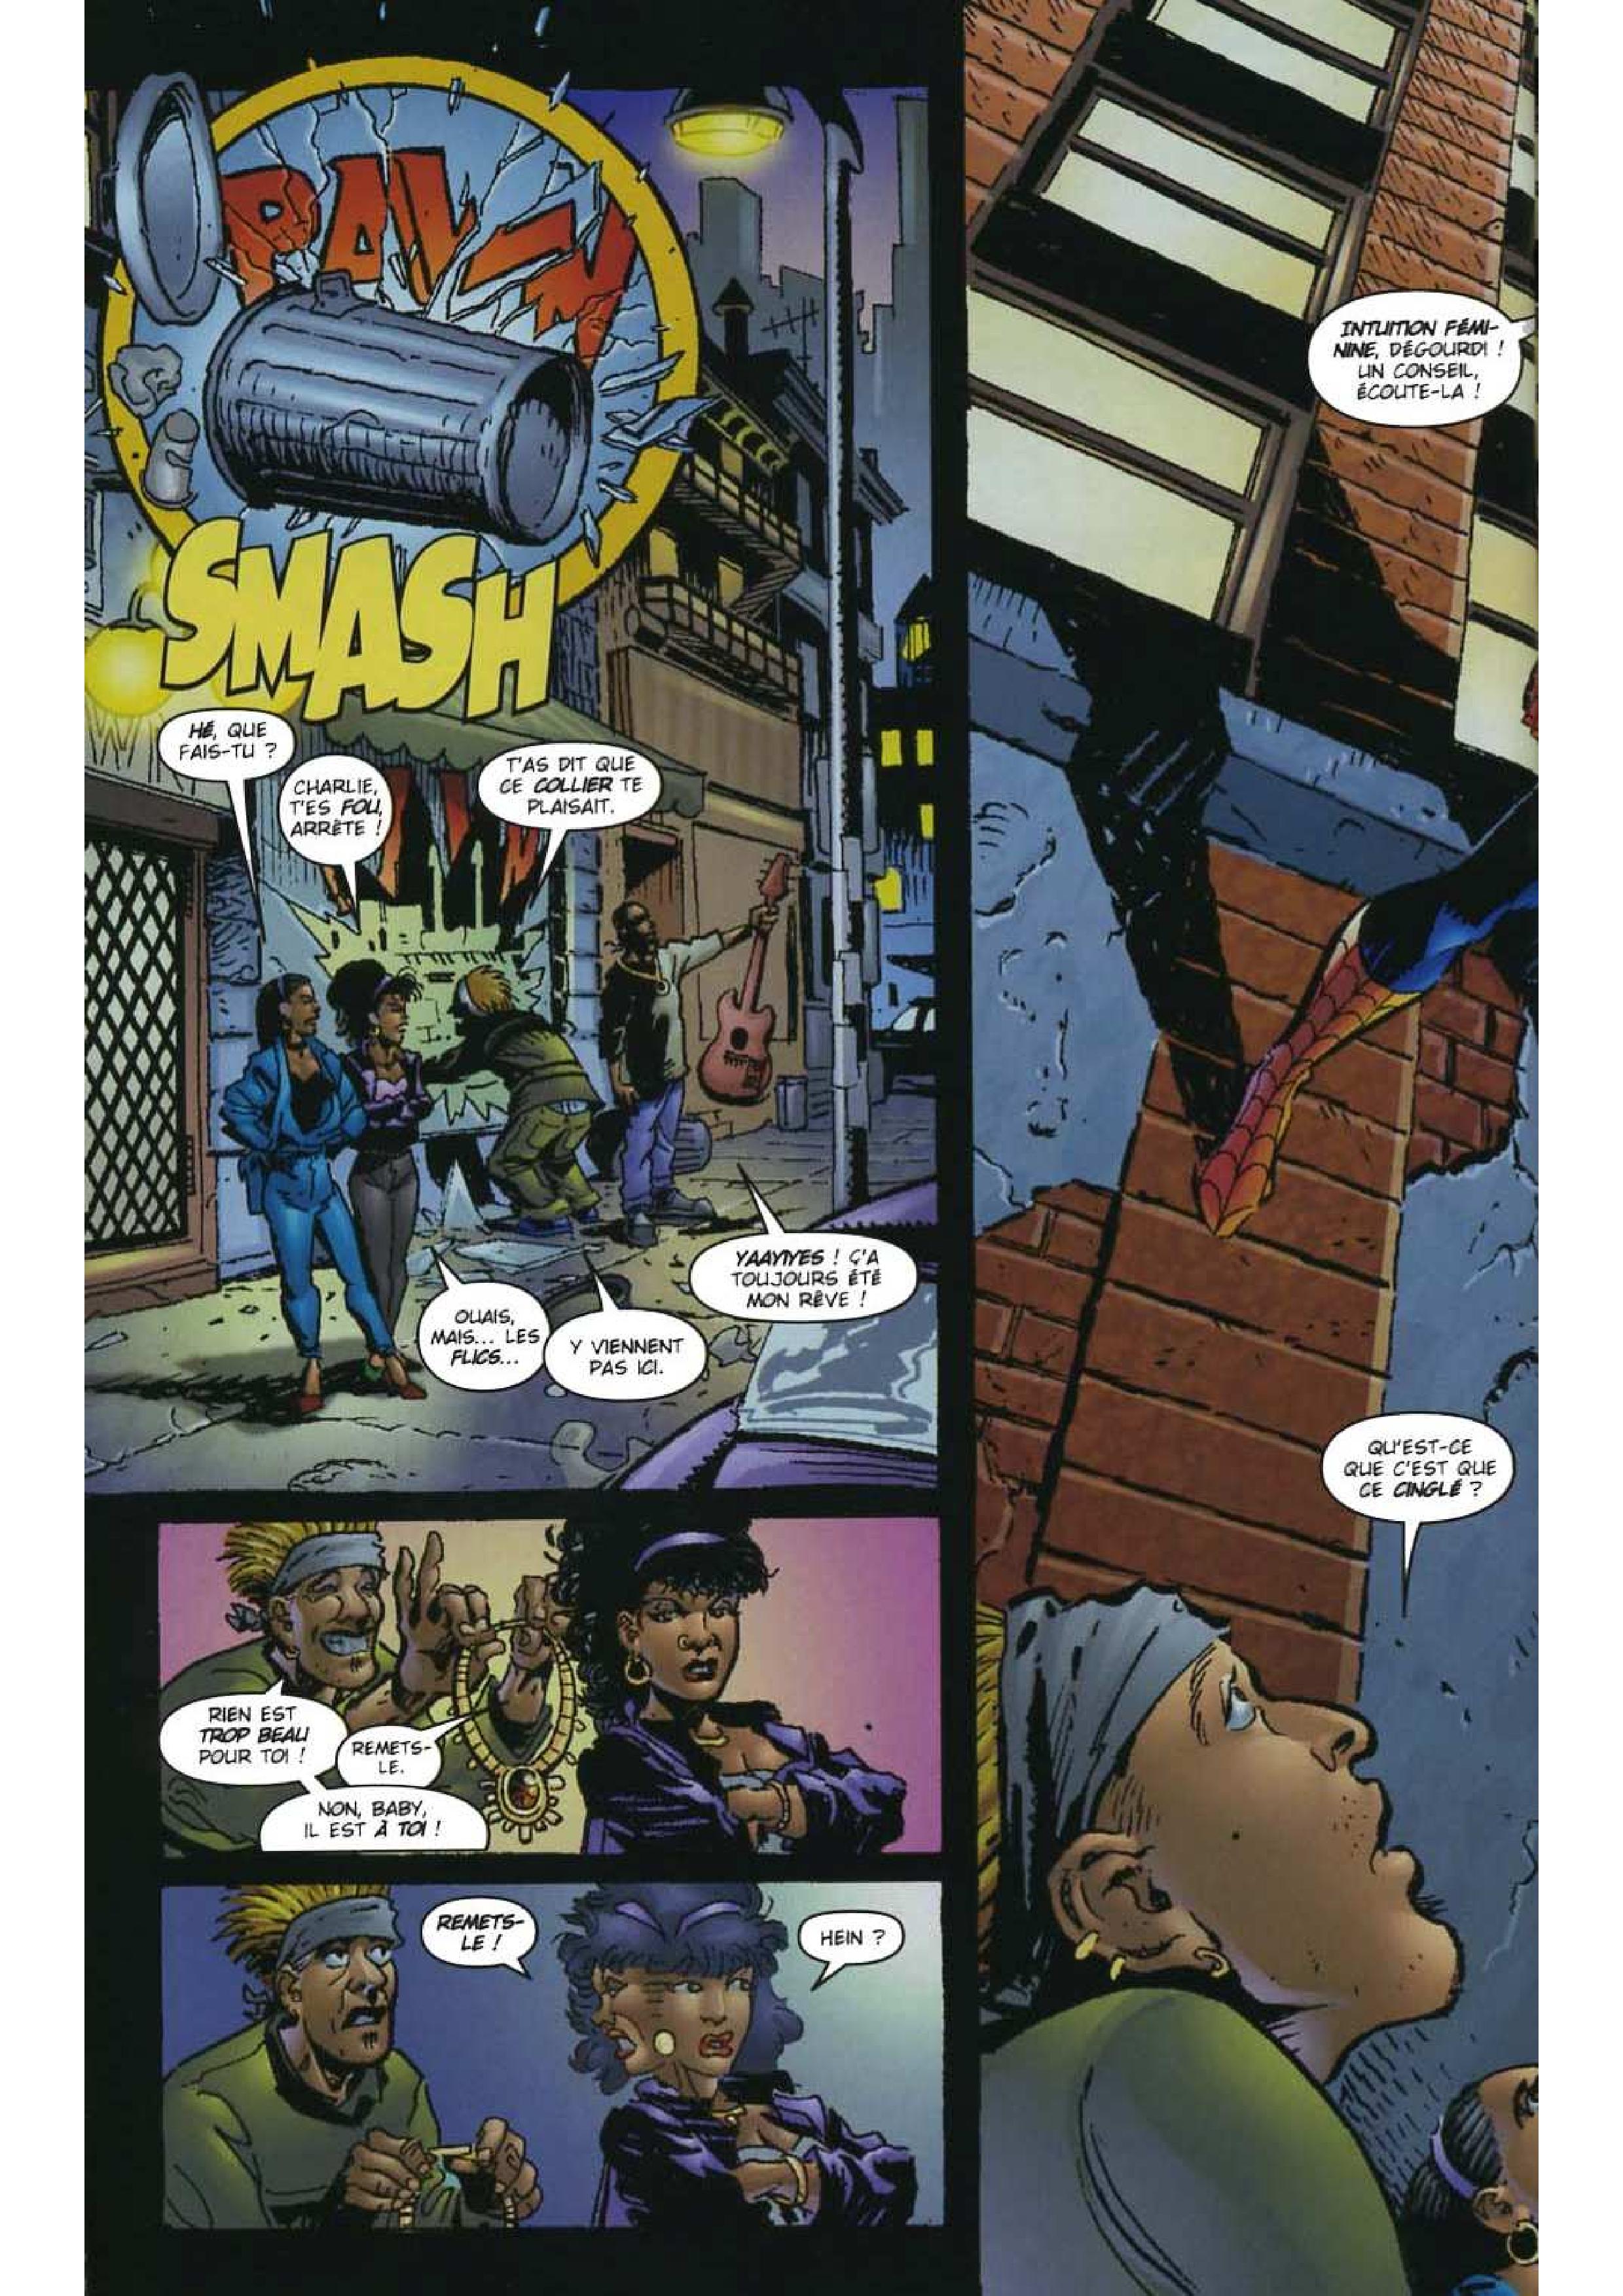 PAWN
SMASH
HÉ, QUE
FAIS-TU ?
CHARLIE,
T'ES FOU,
ARRÊTE !
T'AS DIT QUE
CE COLLIER TE
PLAISAIT.
OUAIS,
MAIS... LES
FLICS...
Y VIENNENT
PAS ICI.
YAAYIYES ! Ç'A
TOUJOURS ÉTÉ
MON RÊVE !
RIEN EST
TROP BEAU
POUR TOI !
REMETS-
LE.
NON, BABY,
IL EST À TOI !
REMETS-
LE !
HEIN ?
INTUITION FÉMI-
NINE, DÉGOURDI !
UN CONSEIL,
ÉCOUTE-LA !
QU'EST-CE
QUE C'EST QUE
CE CINGLÉ ?